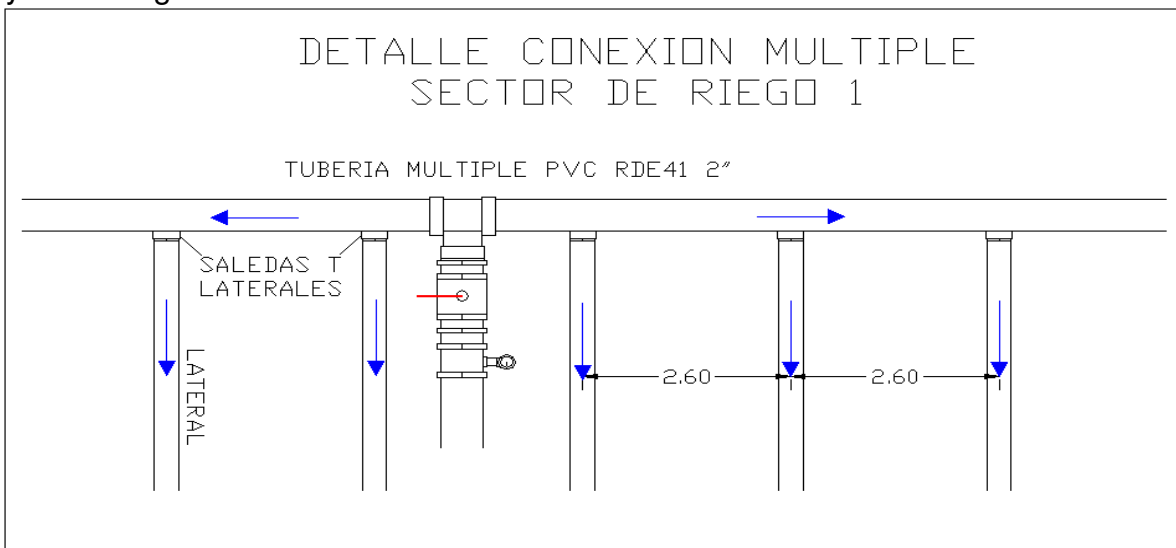 DETALLE CONEXION MULTIPLE
SECTOR DE RIEGO 1
TUBERIA MULTIPLE PVC RDE41 2"
SALEDAS T
LATERALES
LATERAL
2.60
2.60